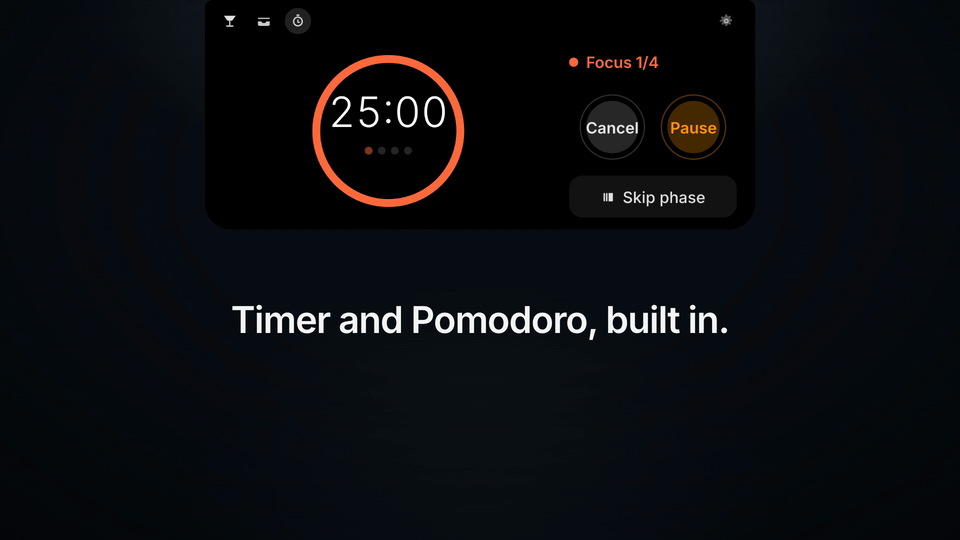 25:00
Focus 1/4
Cancel
Pause
Skip phase
Timer and Pomodoro, built in.